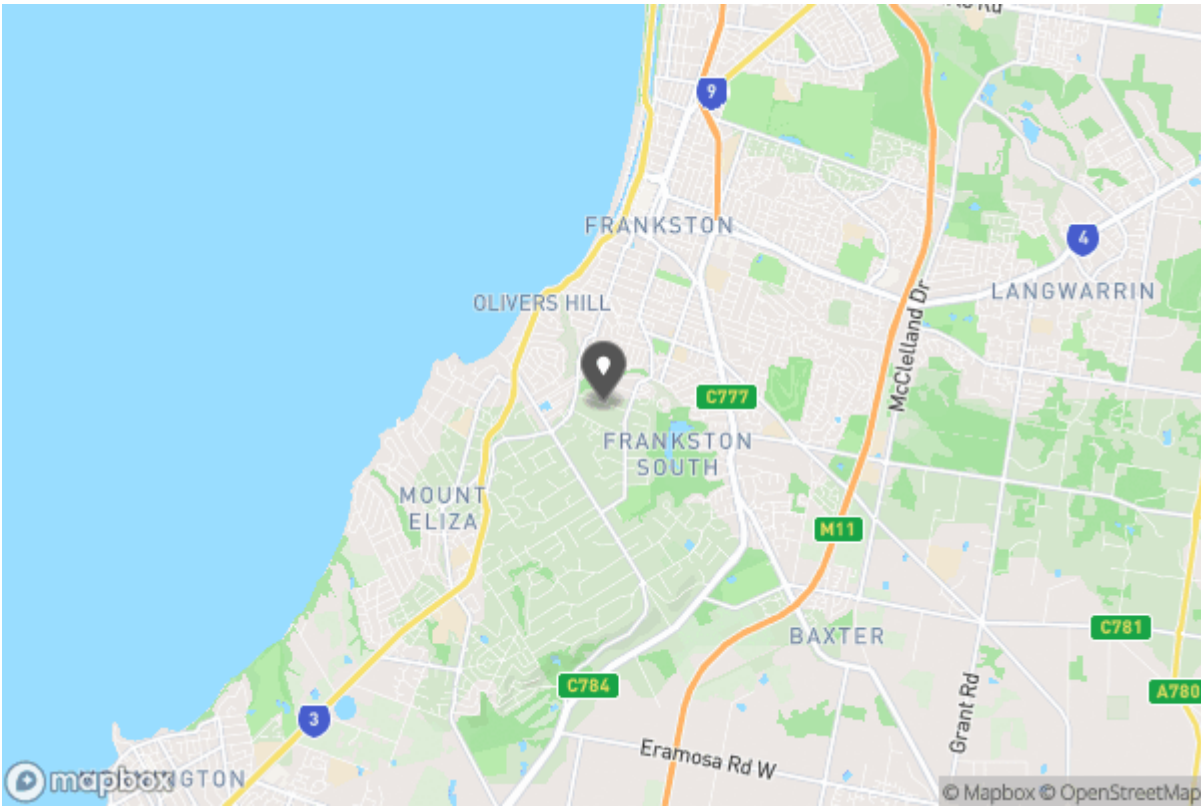 9
FRANKSTON
4
OLIVERS HILL
LANGWARRIN
McClelland Dr
C777
FRANKSTON
SOUTH
MOUNT
ELIZA
M11
C781
BAXTER
C784
A780
Grant Rd
3
Eramosa Rd W
mapbox
NGTON
© Mapbox © OpenStreetMap